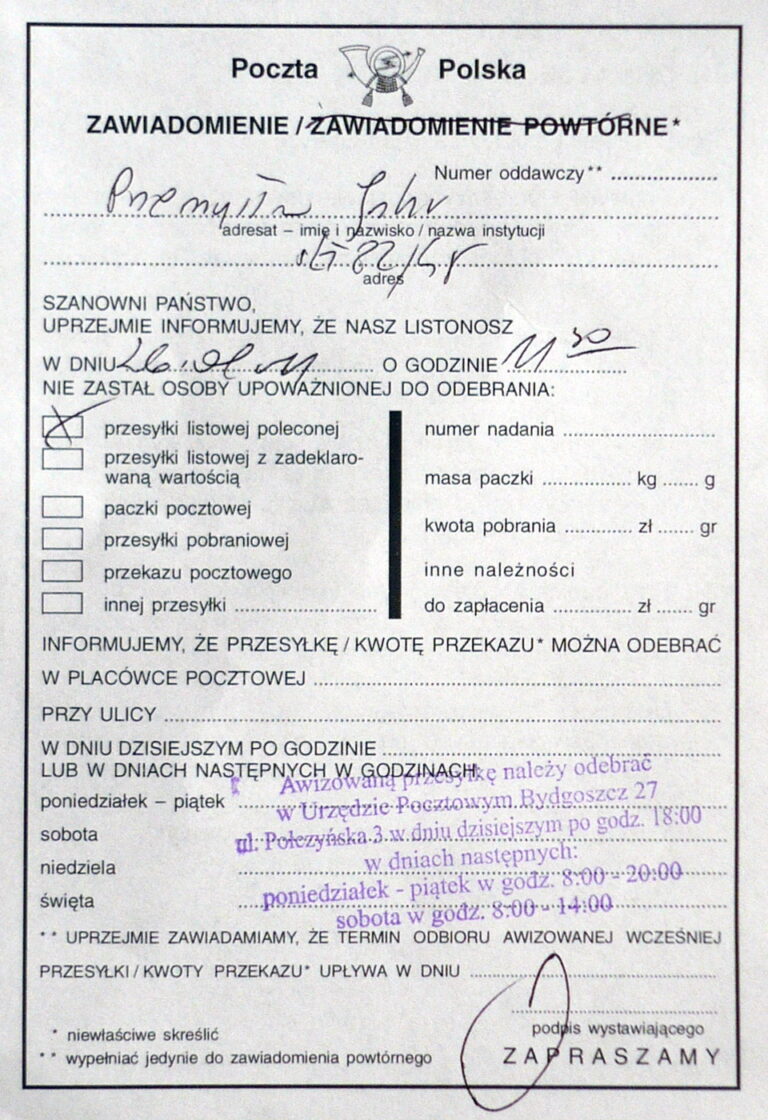 Poczta Polska
ZAWIADOMIENIE / ZAWIADOMIENIE POWTÓRNE*
Numer oddawczy** ....................
adresat – imię i nazwisko / nazwa instytucji
adres
SZANOWNI PAŃSTWO,
UPRZEJMIE INFORMUJEMY, ŻE NASZ LISTONOSZ
W DNIU O GODZINIE 11 30
NIE ZASTAŁ OSOBY UPOWAŻNIONEJ DO ODEBRANIA:
X przesyłki listowej poleconej
przesyłki listowej z zadeklaro-
waną wartością
paczki pocztowej
przesyłki pobraniowej
przekazu pocztowego
innej przesyłki ....................
numer nadania ....................
masa paczki ............ kg ...... g
kwota pobrania ............ zł ...... gr
inne należności
do zapłacenia ............ zł ...... gr
INFORMUJEMY, ŻE PRZESYŁKĘ / KWOTĘ PRZEKAZU* MOŻNA ODEBRAĆ
W PLACÓWCE POCZTOWEJ ....................
PRZY ULICY ....................
W DNIU DZISIEJSZYM PO GODZINIE ....................
LUB W DNIACH NASTĘPNYCH W GODZINACH:
poniedziałek – piątek ....................
sobota ....................
niedziela ....................
święta ....................
Awizowaną przesyłkę należy odebrać
w Urzędzie Pocztowym Bydgoszcz 27
ul. Połczyńska 3 w dniu dzisiejszym po godz. 18:00
w dniach następnych:
poniedziałek - piątek w godz. 8:00 - 20:00
sobota w godz. 8:00 - 14:00
** UPRZEJMIE ZAWIADAMIAMY, ŻE TERMIN ODBIORU AWIZOWANEJ WCZEŚNIEJ
PRZESYŁKI / KWOTY PRZEKAZU* UPŁYWA W DNIU ....................
podpis wystawiającego
ZAPRASZAMY
* niewłaściwe skreślić
** wypełniać jedynie do zawiadomienia powtórnego